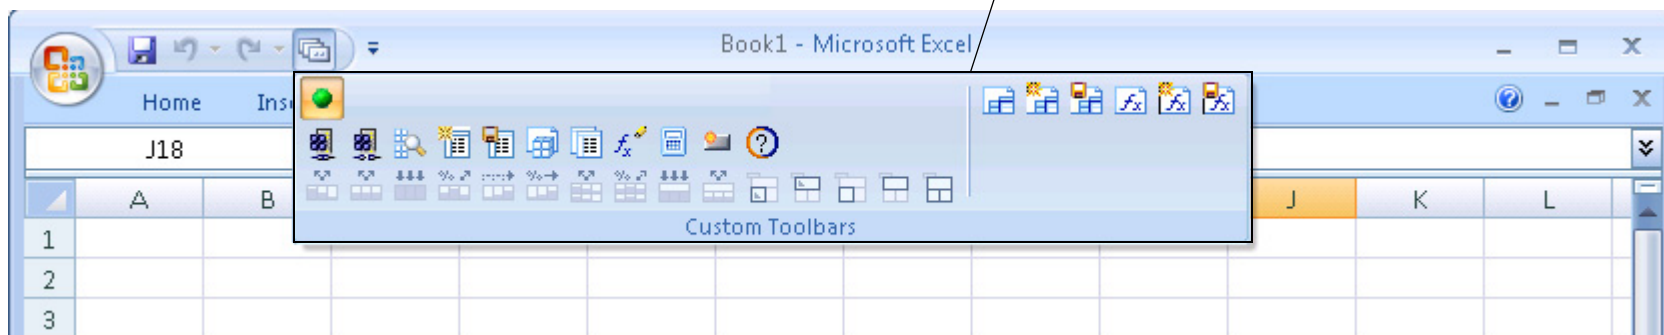 Book1 - Microsoft Excel
Home Ins
J18
Custom Toolbars
A B J K L
1
2
3